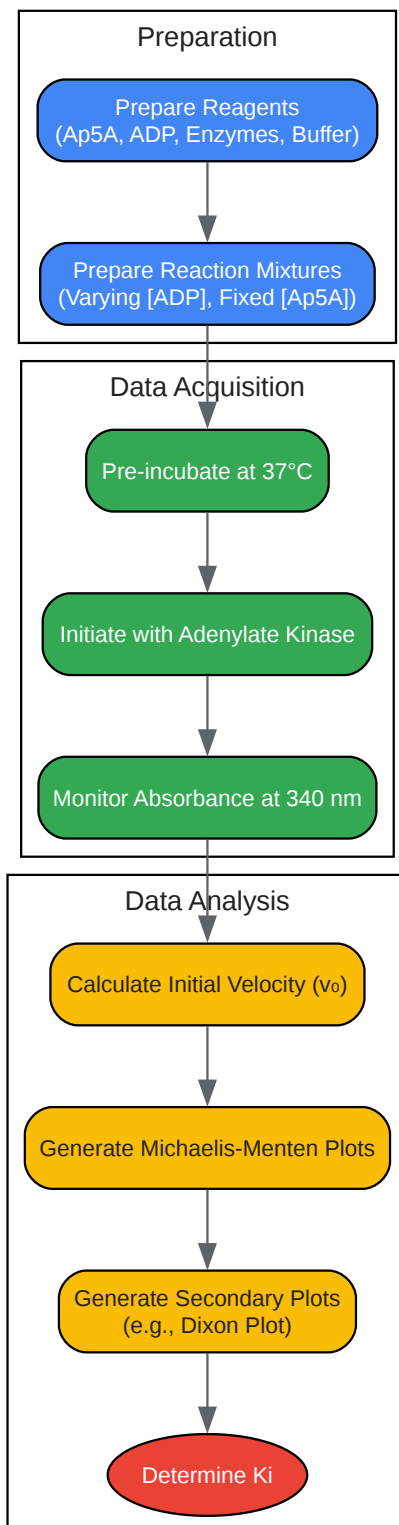 Preparation
Prepare Reagents
(Ap5A, ADP, Enzymes, Buffer)
Prepare Reaction Mixtures
(Varying [ADP], Fixed [Ap5A])
Data Acquisition
Pre-incubate at 37°C
Initiate with Adenylate Kinase
Monitor Absorbance at 340 nm
Data Analysis
Calculate Initial Velocity (v₀)
Generate Michaelis-Menten Plots
Generate Secondary Plots
(e.g., Dixon Plot)
Determine Ki